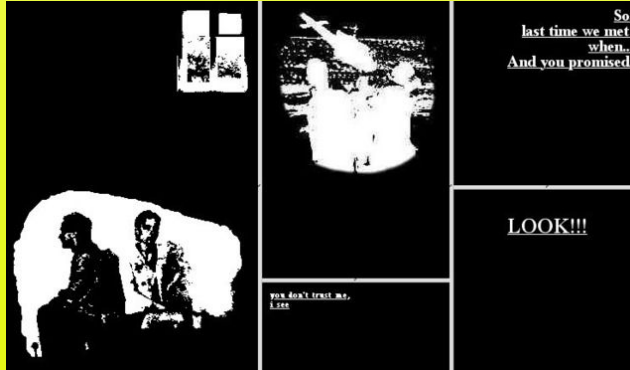 So
last time we met
when..
And you promised
LOOK!!!
you don't trust me,
i see